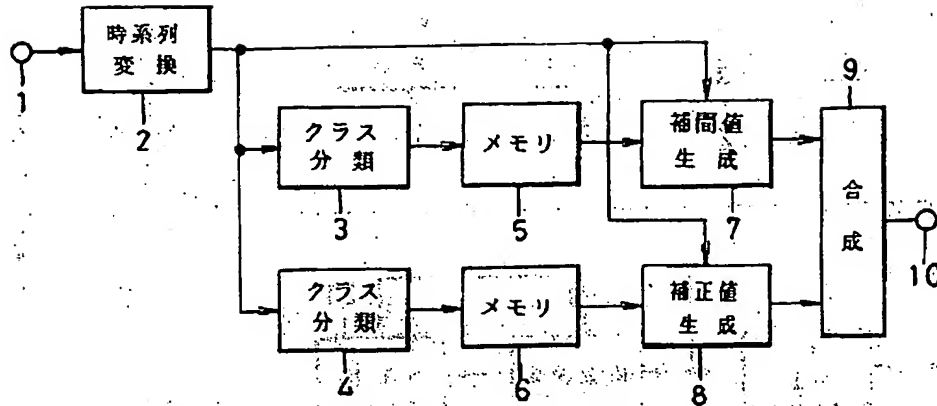 時系列
変換
1
2
クラス
分類
3
メモリ
5
補間値
生成
7
9
合
成
10
クラス
分類
4
メモリ
6
補正値
生成
8